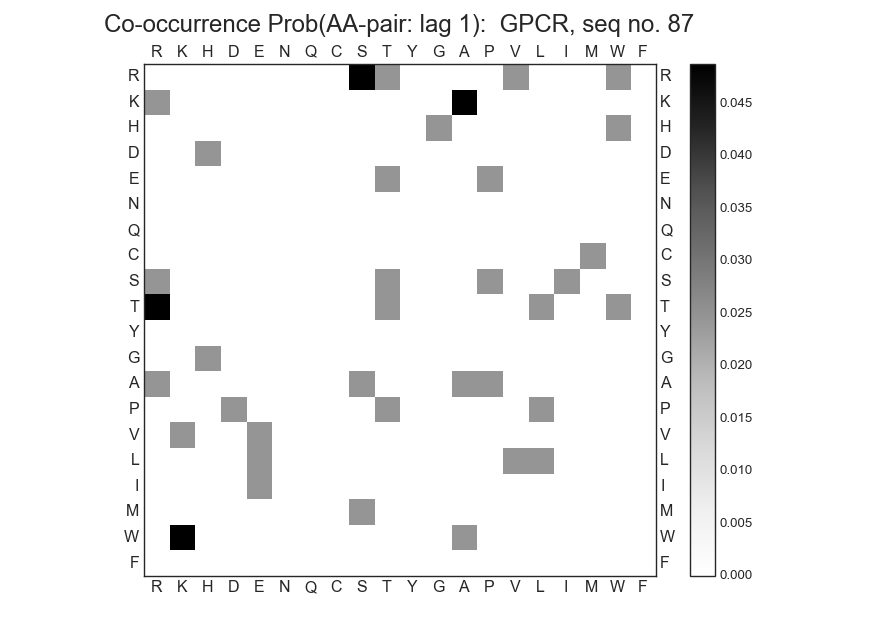 Co-occurrence Prob(AA-pair: lag 1):  GPCR, seq no. 87
R K H D E N Q C S T Y G A P V L I M W F
R R
K K
H H
D D
E E
N N
Q Q
C C
S S
T T
Y Y
G G
A A
P P
V V
L L
I I
M M
W W
F F
R K H D E N Q C S T Y G A P V L I M W F
0.045
0.040
0.035
0.030
0.025
0.020
0.015
0.010
0.005
0.000